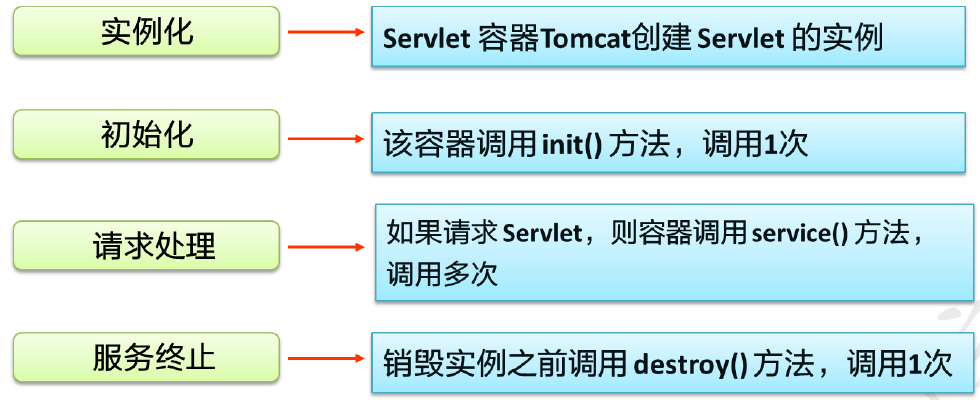 实例化
Servlet 容器Tomcat创建 Servlet 的实例
初始化
该容器调用 init() 方法，调用1次
请求处理
如果请求 Servlet，则容器调用 service() 方法，
调用多次
服务终止
销毁实例之前调用 destroy() 方法，调用1次